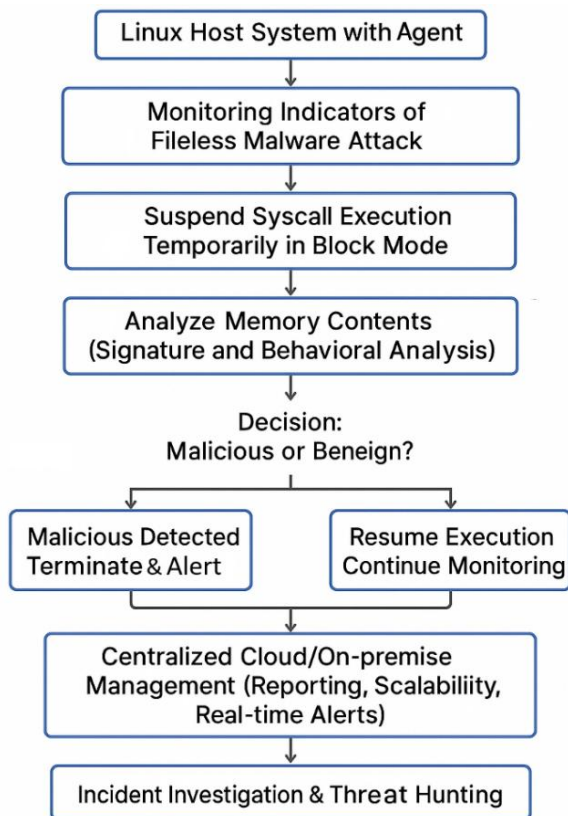 Linux Host System with Agent
Monitoring Indicators of
Fileless Malware Attack
Suspend Syscall Execution
Temporarily in Block Mode
Analyze Memory Contents
(Signature and Behavioral Analysis)
Decision:
Malicious or Beneign?
Malicious Detected
Terminate & Alert
Resume Execution
Continue Monitoring
Centralized Cloud/On-premise
Management (Reporting, Scalabiliity,
Real-time Alerts)
Incident Investigation & Threat Hunting